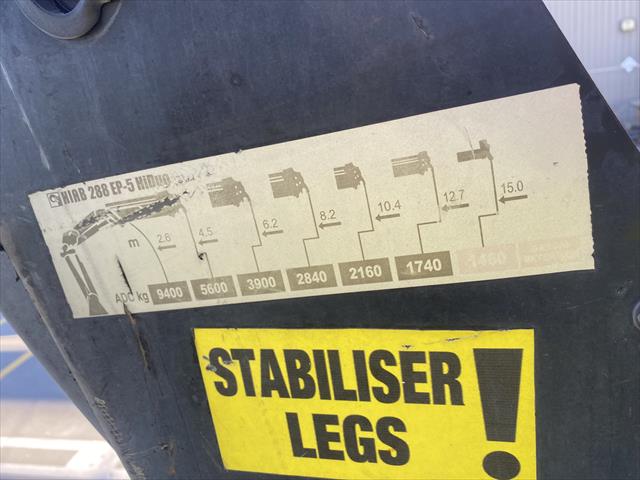 HIAB 288 EP-5 HiDuo
m 2.6 4.5 6.2 8.2 10.4 12.7 15.0
ADC kg 9400 5600 3900 2840 2160 1740 1460
STABILISER
LEGS !